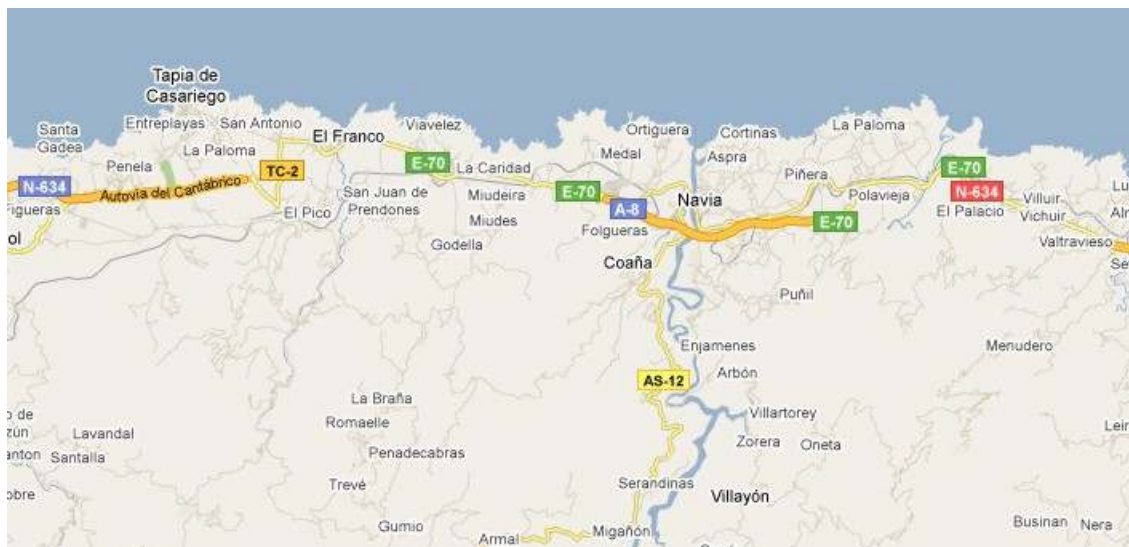 Tapia de
Casariego
Santa
Gadea
Entreplayas
San Antonio
El Franco
Viavelez
Ortiguera
Cortinas
La Paloma
Penela
La Paloma
TC-2
E-70
La Caridad
Medal
Aspra
Piñera
E-70
N-634
Autovia del Cantábrico
San Juan de
Prendones
Miudeira
E-70
A-8
Navia
Polavieja
N-634
Villuir
Figueras
El Pico
Miudes
Folgueras
E-70
El Palacio
Vichuir
Godella
Coaña
Valtravieso
Puñil
Enjamenes
Menudero
AS-12
Arbón
La Braña
Romaelle
Villartorey
Lavandal
Santalla
Penadecabras
Zorera
Oneta
Trevé
Serandinas
Villayón
Gumio
Armal
Migañón
Businan
Nera